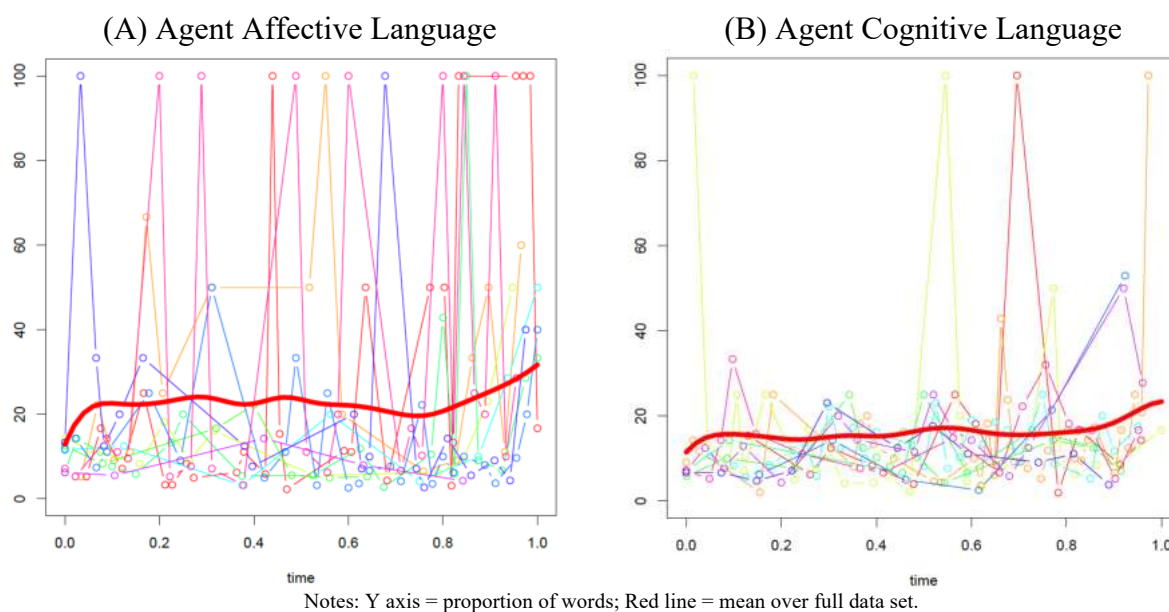 (A) Agent Affective Language
(B) Agent Cognitive Language
100
80
60
40
20
0
0.0 0.2 0.4 0.6 0.8 1.0
time
100
80
60
40
20
0
0.0 0.2 0.4 0.6 0.8 1.0
time
Notes: Y axis = proportion of words; Red line = mean over full data set.